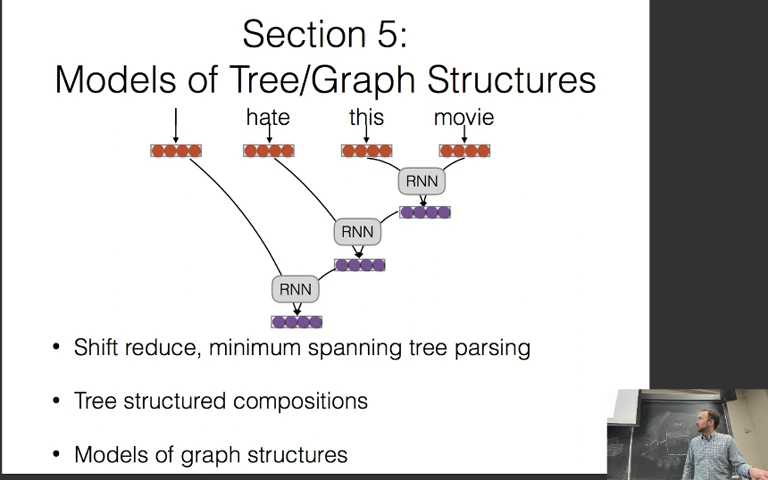 Section 5:
Models of Tree/Graph Structures
I hate this movie
RNN
RNN
RNN
• Shift reduce, minimum spanning tree parsing
• Tree structured compositions
• Models of graph structures